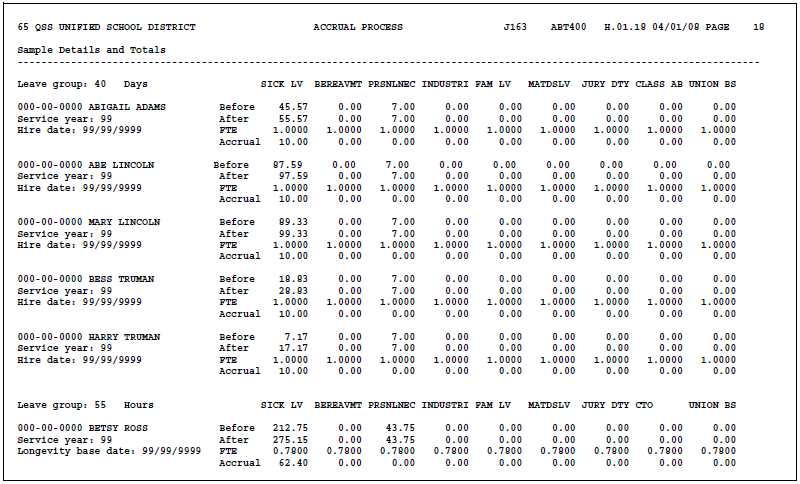 65 QSS UNIFIED SCHOOL DISTRICT ACCRUAL PROCESS J163 ABT400 H.01.18 04/01/08 PAGE 18
Sample Details and Totals
--------------------------------------------------------------------------------
Leave group: 40 Days SICK LV BEREAVMT PRSNLNEC INDUSTRI FAM LV MATDSLV JURY DTY CLASS AB UNION BS
000-00-0000 ABIGAIL ADAMS Before 45.57 0.00 7.00 0.00 0.00 0.00 0.00 0.00 0.00
Service year: 99 After 55.57 0.00 7.00 0.00 0.00 0.00 0.00 0.00 0.00
Hire date: 99/99/9999 FTE 1.0000 1.0000 1.0000 1.0000 1.0000 1.0000 1.0000 1.0000 1.0000
Accrual 10.00 0.00 0.00 0.00 0.00 0.00 0.00 0.00 0.00
000-00-0000 ABE LINCOLN Before 87.59 0.00 7.00 0.00 0.00 0.00 0.00 0.00 0.00
Service year: 99 After 97.59 0.00 7.00 0.00 0.00 0.00 0.00 0.00 0.00
Hire date: 99/99/9999 FTE 1.0000 1.0000 1.0000 1.0000 1.0000 1.0000 1.0000 1.0000 1.0000
Accrual 10.00 0.00 0.00 0.00 0.00 0.00 0.00 0.00 0.00
000-00-0000 MARY LINCOLN Before 89.33 0.00 7.00 0.00 0.00 0.00 0.00 0.00 0.00
Service year: 99 After 99.33 0.00 7.00 0.00 0.00 0.00 0.00 0.00 0.00
Hire date: 99/99/9999 FTE 1.0000 1.0000 1.0000 1.0000 1.0000 1.0000 1.0000 1.0000 1.0000
Accrual 10.00 0.00 0.00 0.00 0.00 0.00 0.00 0.00 0.00
000-00-0000 BESS TRUMAN Before 18.83 0.00 7.00 0.00 0.00 0.00 0.00 0.00 0.00
Service year: 99 After 28.83 0.00 7.00 0.00 0.00 0.00 0.00 0.00 0.00
Hire date: 99/99/9999 FTE 1.0000 1.0000 1.0000 1.0000 1.0000 1.0000 1.0000 1.0000 1.0000
Accrual 10.00 0.00 0.00 0.00 0.00 0.00 0.00 0.00 0.00
000-00-0000 HARRY TRUMAN Before 7.17 0.00 7.00 0.00 0.00 0.00 0.00 0.00 0.00
Service year: 99 After 17.17 0.00 7.00 0.00 0.00 0.00 0.00 0.00 0.00
Hire date: 99/99/9999 FTE 1.0000 1.0000 1.0000 1.0000 1.0000 1.0000 1.0000 1.0000 1.0000
Accrual 10.00 0.00 0.00 0.00 0.00 0.00 0.00 0.00 0.00
Leave group: 55 Hours SICK LV BEREAVMT PRSNLNEC INDUSTRI FAM LV MATDSLV JURY DTY CTO UNION BS
000-00-0000 BETSY ROSS Before 212.75 0.00 43.75 0.00 0.00 0.00 0.00 0.00 0.00
Service year: 99 After 275.15 0.00 43.75 0.00 0.00 0.00 0.00 0.00 0.00
Longevity base date: 99/99/9999 FTE 0.7800 0.7800 0.7800 0.7800 0.7800 0.7800 0.7800 0.7800 0.7800
Accrual 62.40 0.00 0.00 0.00 0.00 0.00 0.00 0.00 0.00